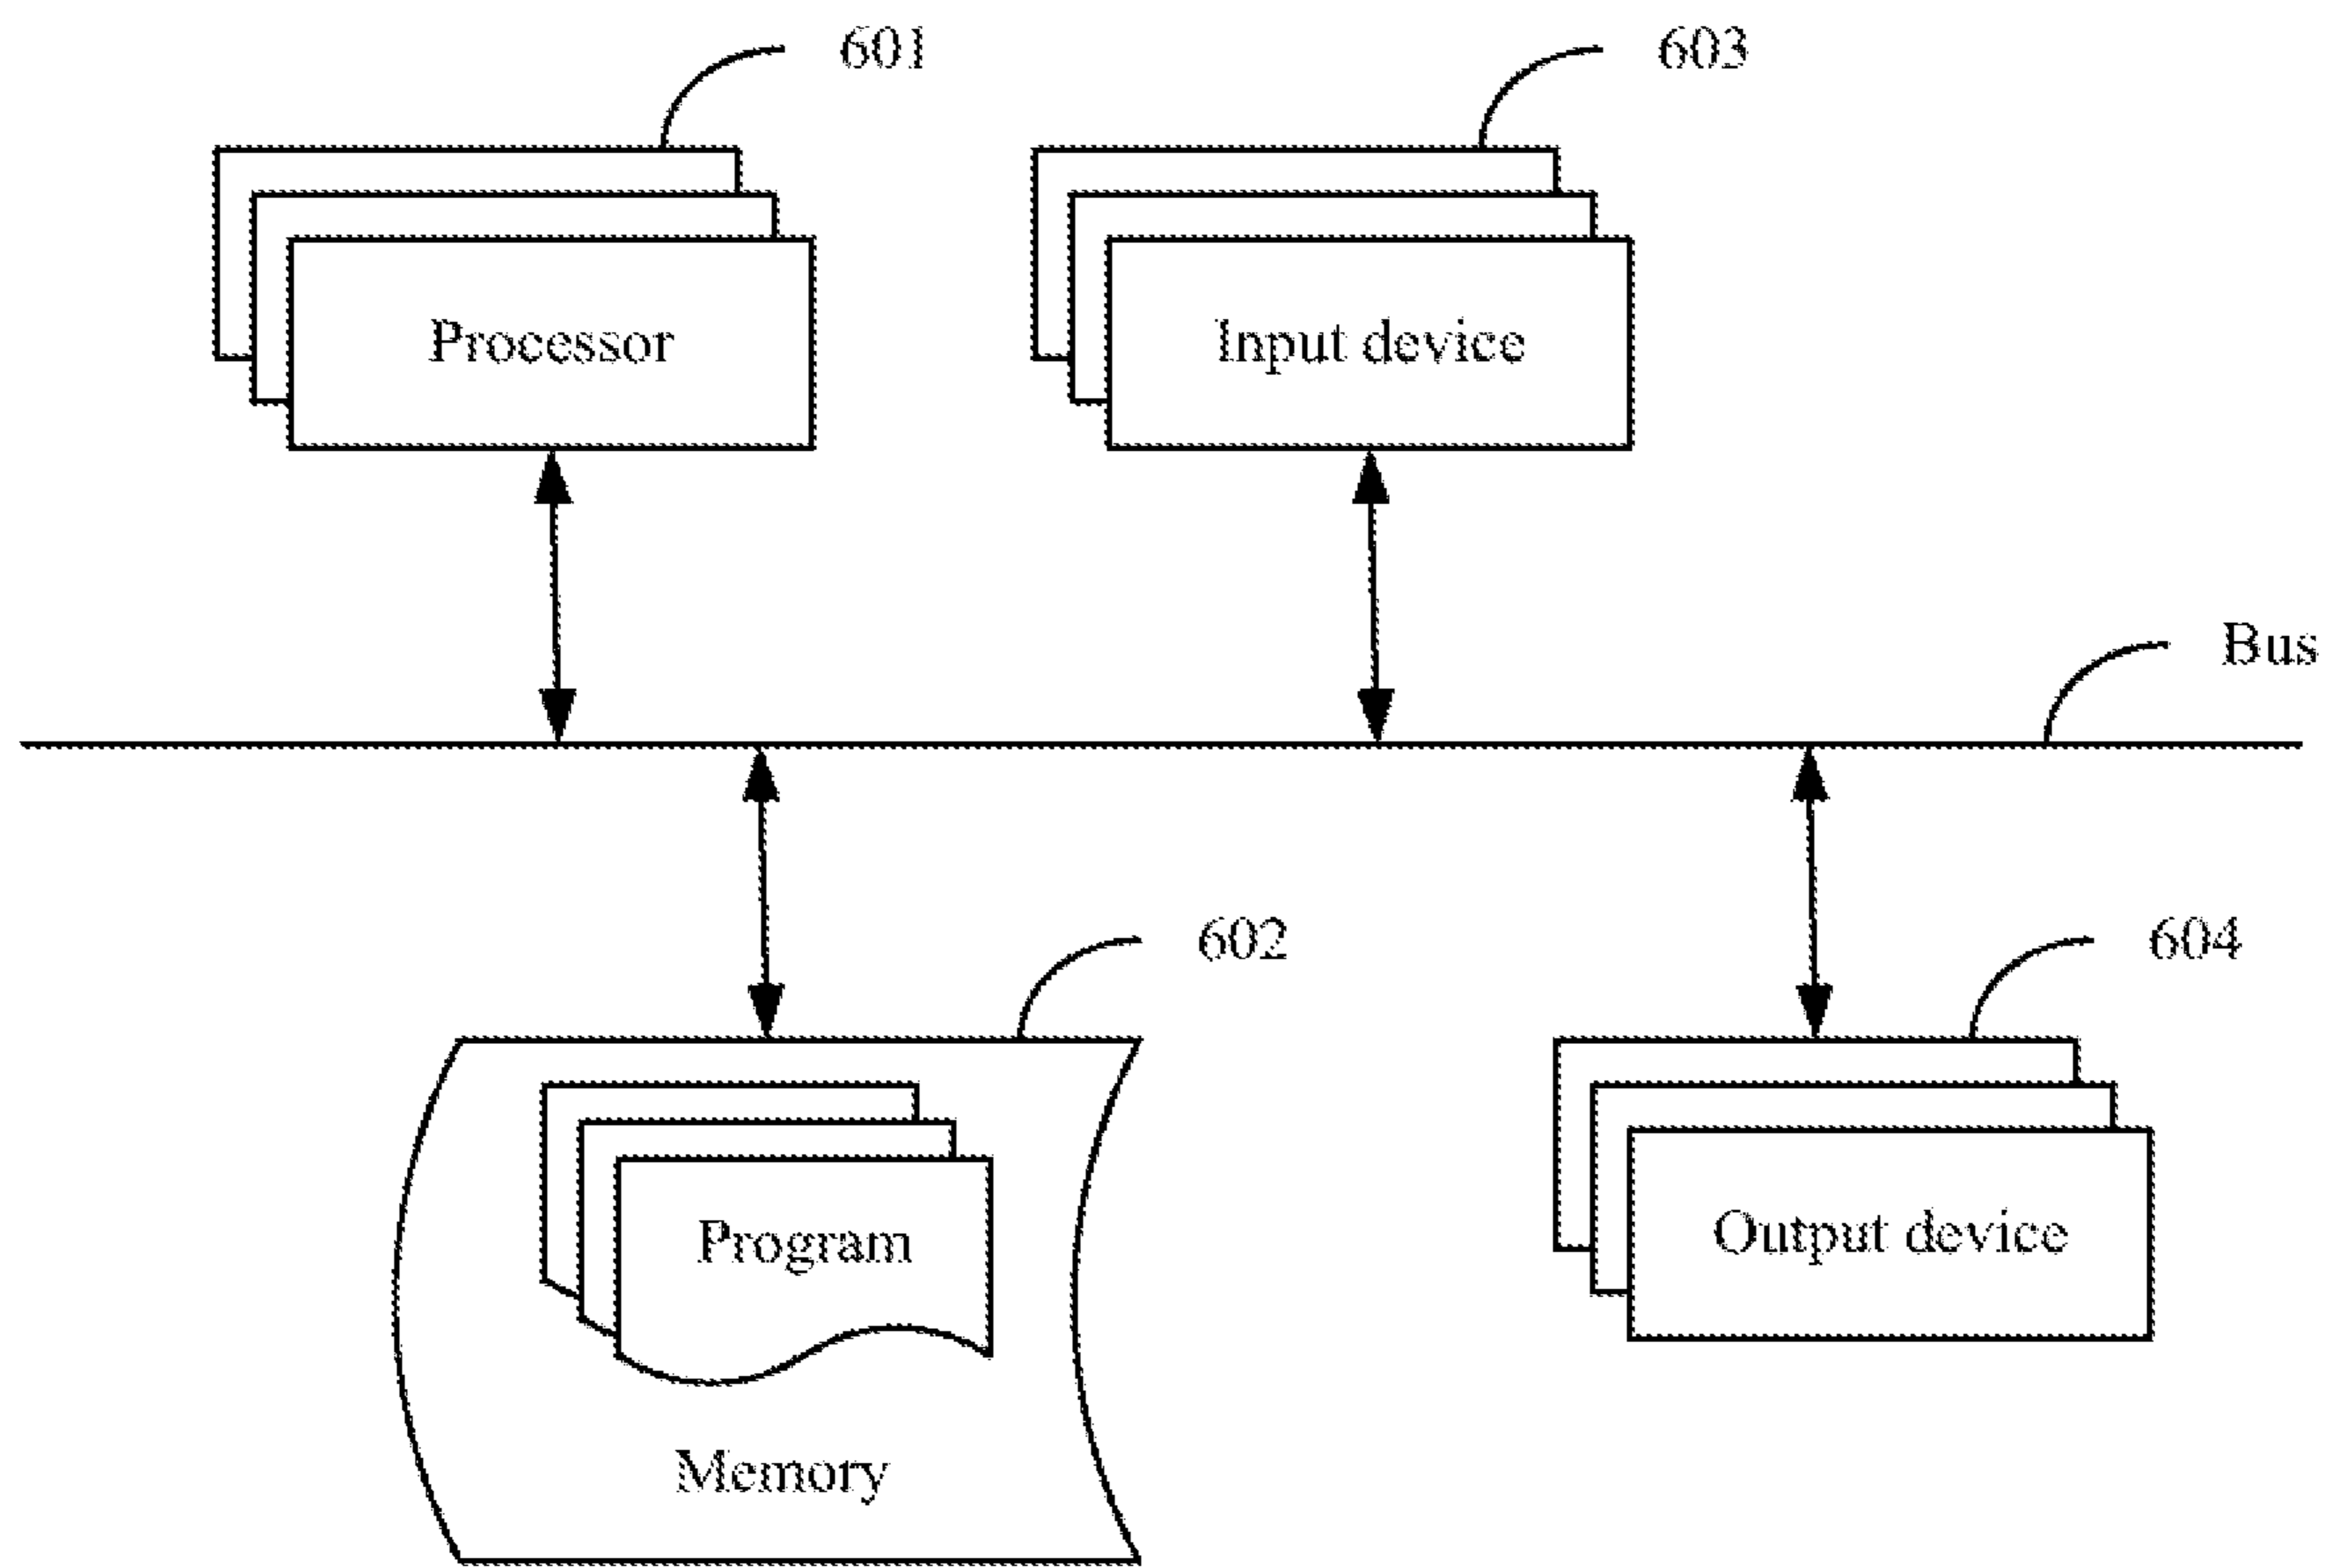 601
603
Processor
Input device
Bus
602
604
Program
Output device
Memory